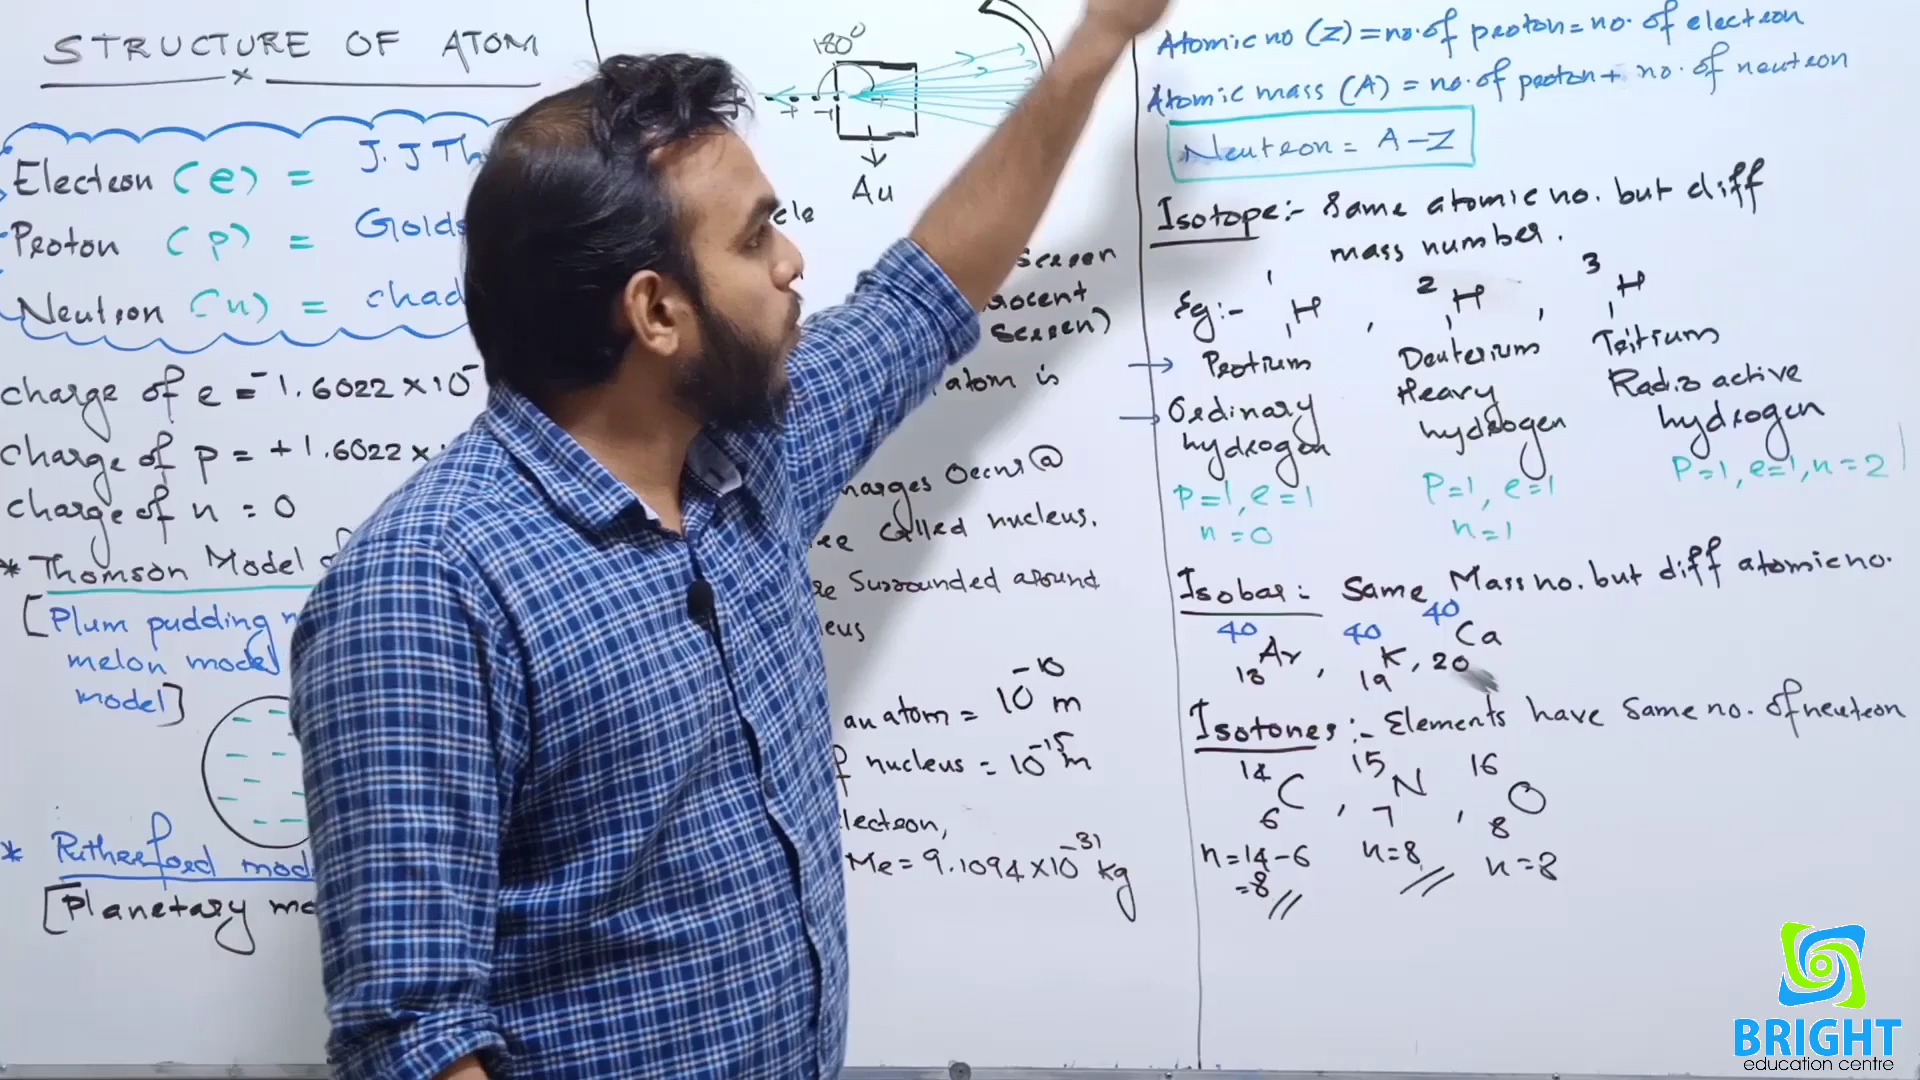 STRUCTURE OF ATOM
Electron (e) = J.J Th
Proton (p) = Golds
Neutron (n) = chad
charge of e = -1.6022 × 10
charge of p = +1.6022 ×
charge of n = 0
* Thomson Model
[Plum pudding
melon model
model]
* Rutherford mod
[Planetary mo
180°
Au
cle
Screen
Screen)
atom is
harges Occur @
called nucleus.
Surrounded around
leus
an atom = 10⁻¹⁰ m
f nucleus = 10⁻¹⁵ m
lectron,
Me = 9.1094 × 10⁻³¹ kg
Atomic no (Z) = no. of proton = no. of electron
Atomic mass (A) = no. of proton + no. of neutron
Neutron = A - Z
Isotope:- Same atomic no. but diff
mass number.
Eg:- ¹₁H , ²₁H , ³₁H
Protium Deuterium Tritium
Ordinary hydrogen Heavy hydrogen Radio active hydrogen
P=1, e=1 P=1, e=1 P=1, e=1, n=2
n=0 n=1
Isobar: Same Mass no. but diff atomic no.
⁴⁰₁₈Ar , ⁴⁰₁₉K , ⁴⁰₂₀Ca
Isotones:- Elements have same no. of neutron
¹⁴₆C , ¹⁵₇N , ¹⁶₈O
n=14-6 n=8 n=8
=8
BRIGHT
education centre